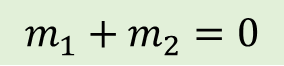 m₁ + m₂ = 0